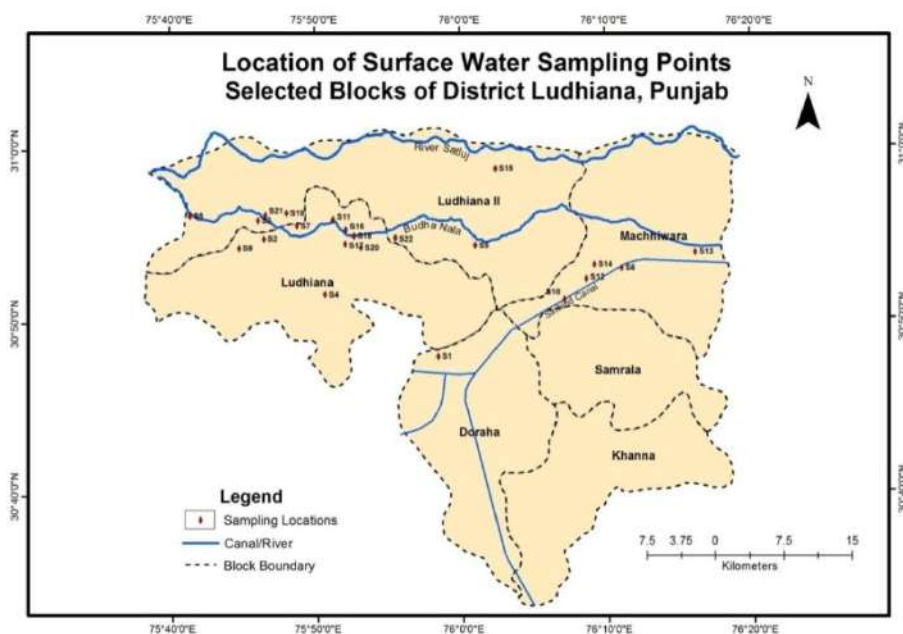 75°40'0"E 75°50'0"E 76°0'0"E 76°10'0"E 76°20'0"E
Location of Surface Water Sampling Points
Selected Blocks of District Ludhiana, Punjab
N
31°0'0"N
River Satluj
S15
Ludhiana II
S21 S19
S11
S7
S16
Budha Nala
S22
S5
Machhiwara
S13
S9
S2
S17 S20
S14
S12
S8
Ludhiana
S4
30°50'0"N
S1
Samrala
Doraha
Khanna
30°40'0"N
Legend
Sampling Locations
Canal/River
Block Boundary
7.5 3.75 0 7.5 15
Kilometers
75°40'0"E 75°50'0"E 76°0'0"E 76°10'0"E 76°20'0"E